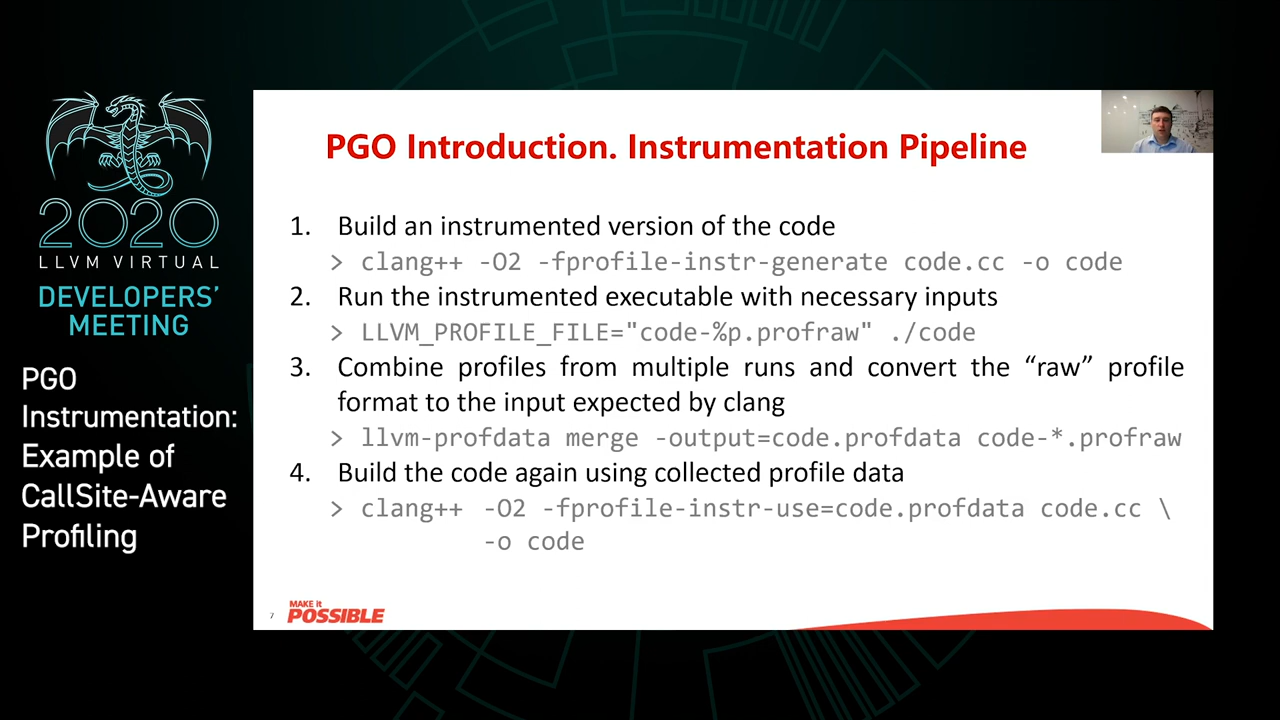 2020
LLVM VIRTUAL
DEVELOPERS'
MEETING
PGO
Instrumentation:
Example of
CallSite-Aware
Profiling
PGO Introduction. Instrumentation Pipeline
1. Build an instrumented version of the code
> clang++ -O2 -fprofile-instr-generate code.cc -o code
2. Run the instrumented executable with necessary inputs
> LLVM_PROFILE_FILE="code-%p.profraw" ./code
3. Combine profiles from multiple runs and convert the “raw” profile
format to the input expected by clang
> llvm-profdata merge -output=code.profdata code-*.profraw
4. Build the code again using collected profile data
> clang++ -O2 -fprofile-instr-use=code.profdata code.cc \
-o code
7
MAKE it
POSSIBLE